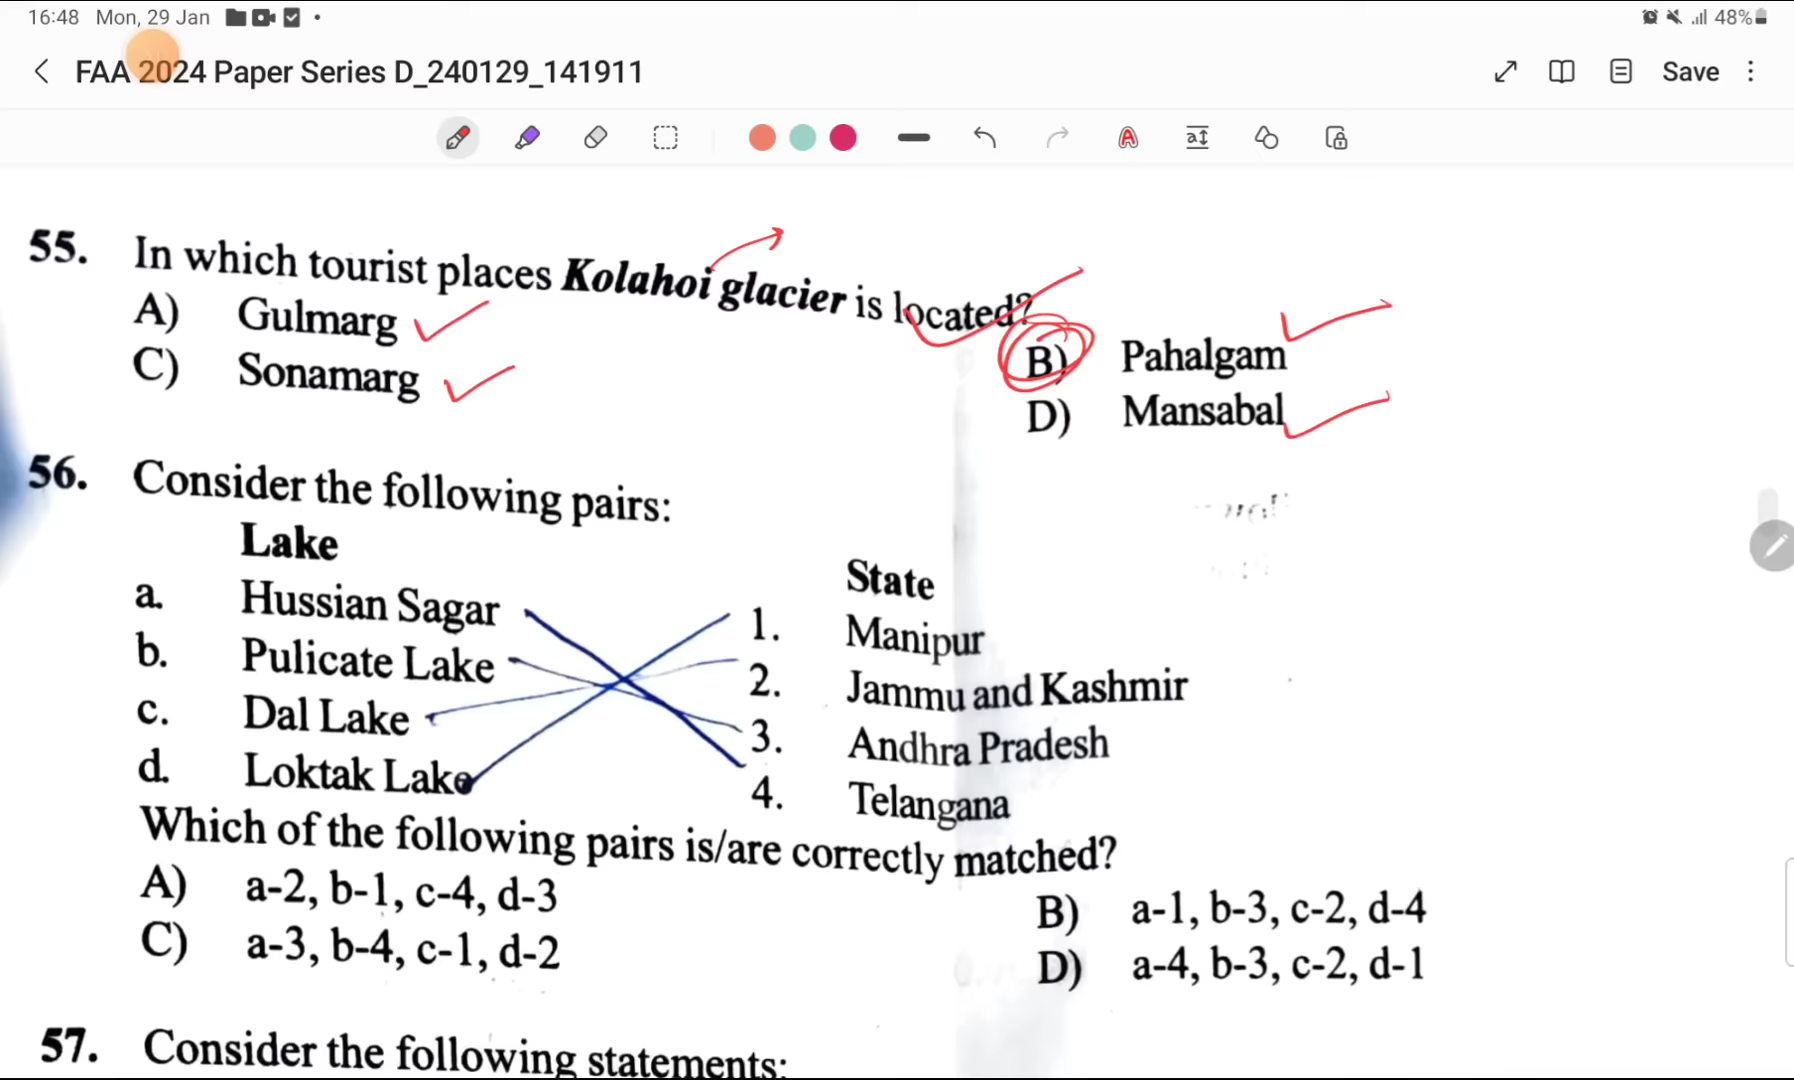 16:48 Mon, 29 Jan 48%
FAA 2024 Paper Series D_240129_141911 Save
55. In which tourist places Kolahoi glacier is located?
A) Gulmarg B) Pahalgam
C) Sonamarg D) Mansabal
56. Consider the following pairs:
Lake State
a. Hussian Sagar 1. Manipur
b. Pulicate Lake 2. Jammu and Kashmir
c. Dal Lake 3. Andhra Pradesh
d. Loktak Lake 4. Telangana
Which of the following pairs is/are correctly matched?
A) a-2, b-1, c-4, d-3 B) a-1, b-3, c-2, d-4
C) a-3, b-4, c-1, d-2 D) a-4, b-3, c-2, d-1
57. Consider the following statements: